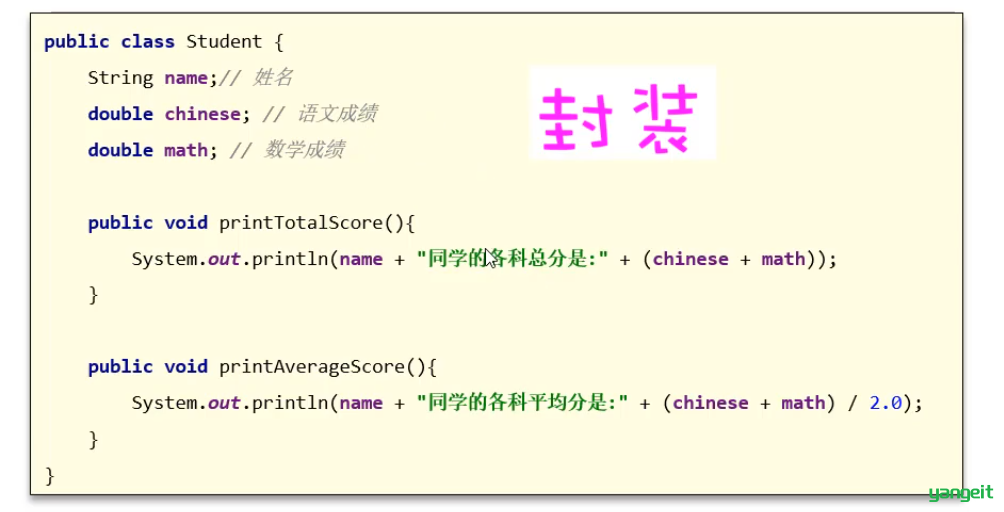 public class Student {
String name;// 姓名
double chinese; // 语文成绩
double math; // 数学成绩
封装
public void printTotalScore(){
System.out.println(name + "同学的各科总分是:" + (chinese + math));
}
public void printAverageScore(){
System.out.println(name + "同学的各科平均分是:" + (chinese + math) / 2.0);
}
}
yangeit